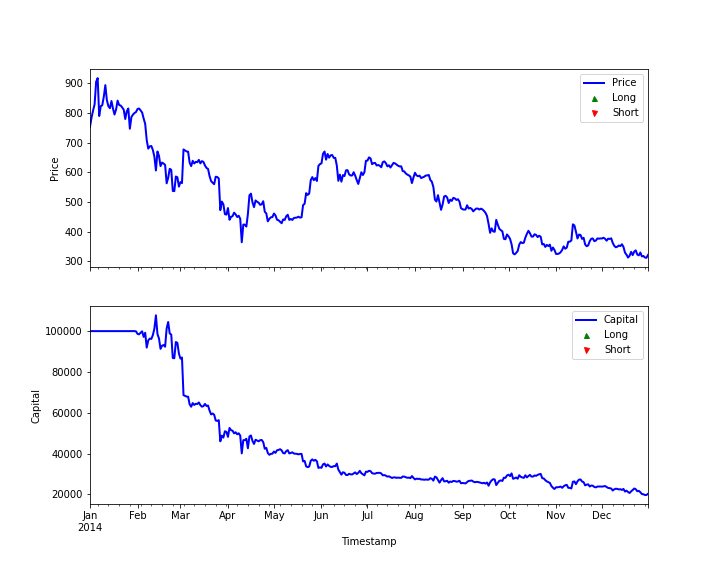 900
800
700
600
500
400
300
Price
Price
Long
Short
100000
80000
60000
40000
20000
Capital
Capital
Long
Short
Jan Feb Mar Apr May Jun Jul Aug Sep Oct Nov Dec
2014
Timestamp